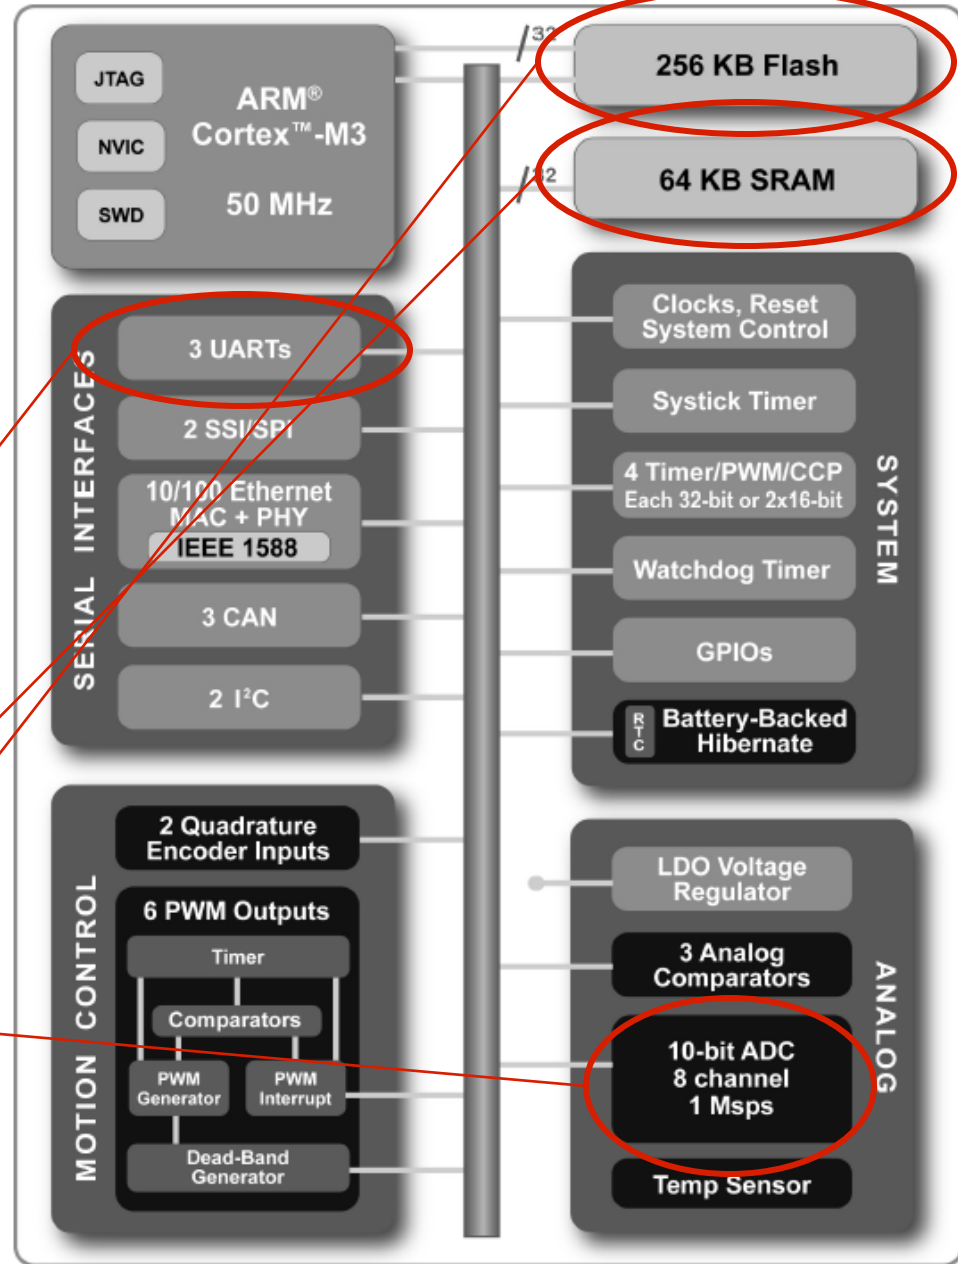 JTAG
NVIC
SWD
ARM®
Cortex™-M3
50 MHz
32
256 KB Flash
32
64 KB SRAM
SERIAL INTERFACES
3 UARTs
2 SSI/SPI
10/100 Ethernet
MAC + PHY
IEEE 1588
3 CAN
2 I²C
SYSTEM
Clocks, Reset
System Control
Systick Timer
4 Timer/PWM/CCP
Each 32-bit or 2x16-bit
Watchdog Timer
GPIOs
RTC
Battery-Backed
Hibernate
MOTION CONTROL
2 Quadrature
Encoder Inputs
6 PWM Outputs
Timer
Comparators
PWM
Generator
PWM
Interrupt
Dead-Band
Generator
ANALOG
LDO Voltage
Regulator
3 Analog
Comparators
10-bit ADC
8 channel
1 Msps
Temp Sensor